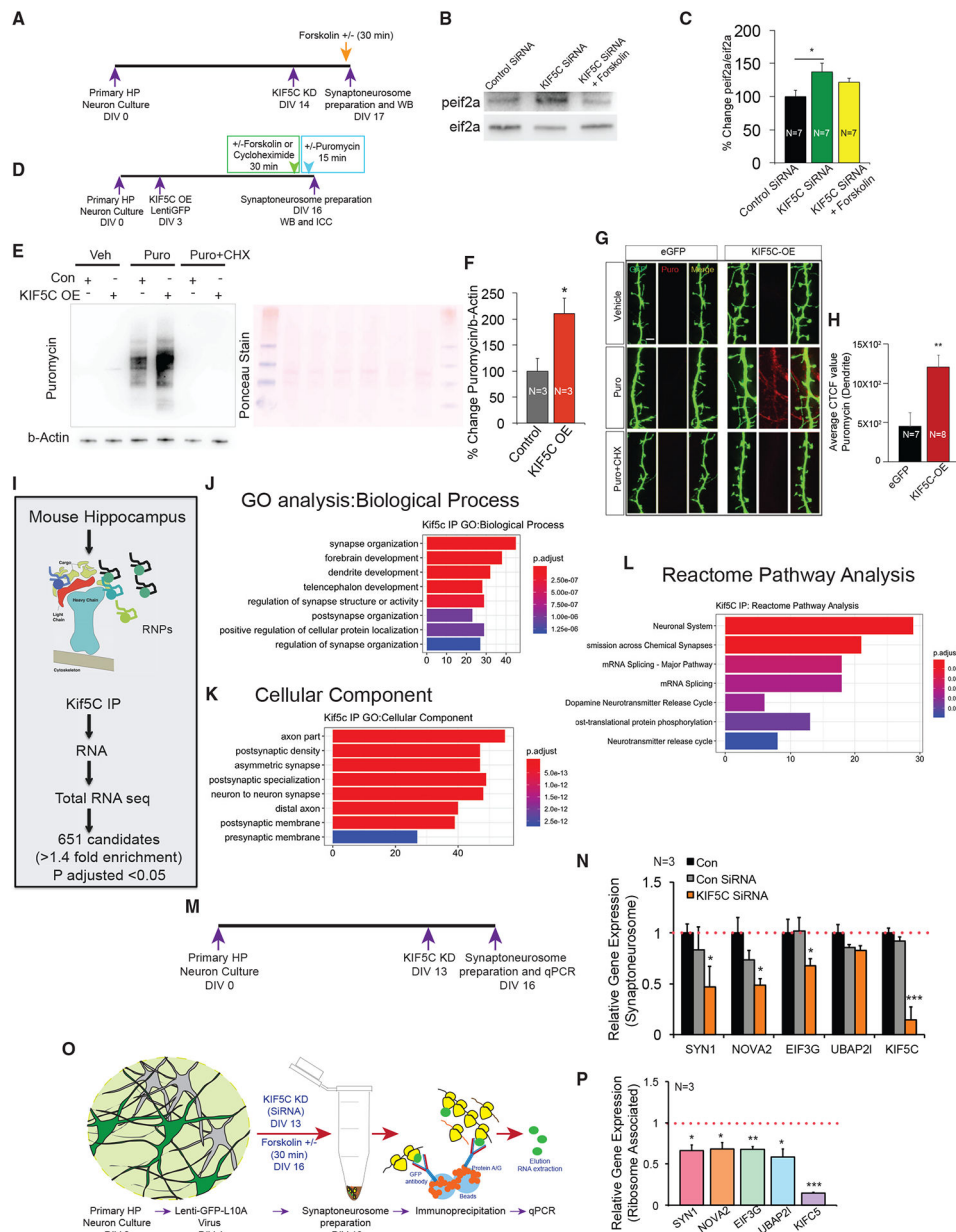 A
Forskolin +/- (30 min)
Primary HP
Neuron Culture
DIV 0
KIF5C KD
DIV 14
Synaptoneurosome
preparation and WB
DIV 17
B
Control SiRNA
KIF5C SiRNA
KIF5C SiRNA
+ Forskolin
peif2a
eif2a
C
% Change peif2a/eif2a
200
150
100
50
0
*
N=7
N=7
N=7
Control SiRNA
KIF5C SiRNA
KIF5C SiRNA
+ Forskolin
D
+/-Forskolin or
Cycloheximide
30 min
+/-Puromycin
15 min
Primary HP
Neuron Culture
DIV 0
KIF5C OE
LentiGFP
DIV 3
Synaptoneurosome preparation
DIV 16
WB and ICC
E
Veh
Puro
Puro+CHX
Con + - + - + -
KIF5C OE - + - + - +
Puromycin
b-Actin
Ponceau Stain
F
% Change Puromycin/b-Actin
300
250
200
150
100
50
0
*
N=3
N=3
Control
KIF5C OE
G
eGFP
KIF5C-OE
GFP
Puro
Merge
Vehicle
Puro
Puro+CHX
H
Average CTCF value
Puromycin (Dendrite)
15X10²
10X10²
5X10²
0
**
N=7
N=8
eGFP
KIF5C-OE
I
Mouse Hippocampus
Cargo
Heavy Chain
Light
Chain
RNPs
Cytoskeleton
Kif5C IP
RNA
Total RNA seq
651 candidates
(>1.4 fold enrichment)
P adjusted <0.05
J
GO analysis:Biological Process
Kif5c IP GO:Biological Process
synapse organization
forebrain development
dendrite development
telencephalon development
regulation of synapse structure or activity
postsynapse organization
positive regulation of cellular protein localization
regulation of synapse organization
0 10 20 30 40
p.adjust
2.50e-07
5.00e-07
7.50e-07
1.00e-06
1.25e-06
K
Cellular Component
Kif5c IP GO:Cellular Component
axon part
postsynaptic density
asymmetric synapse
postsynaptic specialization
neuron to neuron synapse
distal axon
postsynaptic membrane
presynaptic membrane
0 20 40
p.adjust
5.0e-13
1.0e-12
1.5e-12
2.0e-12
2.5e-12
L
Reactome Pathway Analysis
Kif5C IP: Reactome Pathway Analysis
Neuronal System
smission across Chemical Synapses
mRNA Splicing - Major Pathway
mRNA Splicing
Dopamine Neurotransmitter Release Cycle
ost-translational protein phosphorylation
Neurotransmitter release cycle
0 10 20 30
p.adjust
0.0
0.0
0.0
0.0
M
Primary HP
Neuron Culture
DIV 0
KIF5C KD
DIV 13
Synaptoneurosome
preparation and qPCR
DIV 16
N
N=3
Con
Con SiRNA
KIF5C SiRNA
Relative Gene Expression
(Synaptoneurosome)
1.5
1
0.5
0
*
*
*
***
SYN1
NOVA2
EIF3G
UBAP2l
KIF5C
O
KIF5C KD
(SiRNA)
DIV 13
Forskolin +/-
(30 min)
DIV 16
GFP
antibody
Protein A/G
Beads
Elution
RNA extraction
Primary HP
Neuron Culture
Lenti-GFP-L10A
Virus
Synaptoneurosome
preparation
Immunoprecipitation
qPCR
P
N=3
Relative Gene Expression
(Ribosome Associated)
1.5
1
0.5
0
*
*
**
*
***
SYN1
NOVA2
EIF3G
UBAP2l
KIFC5